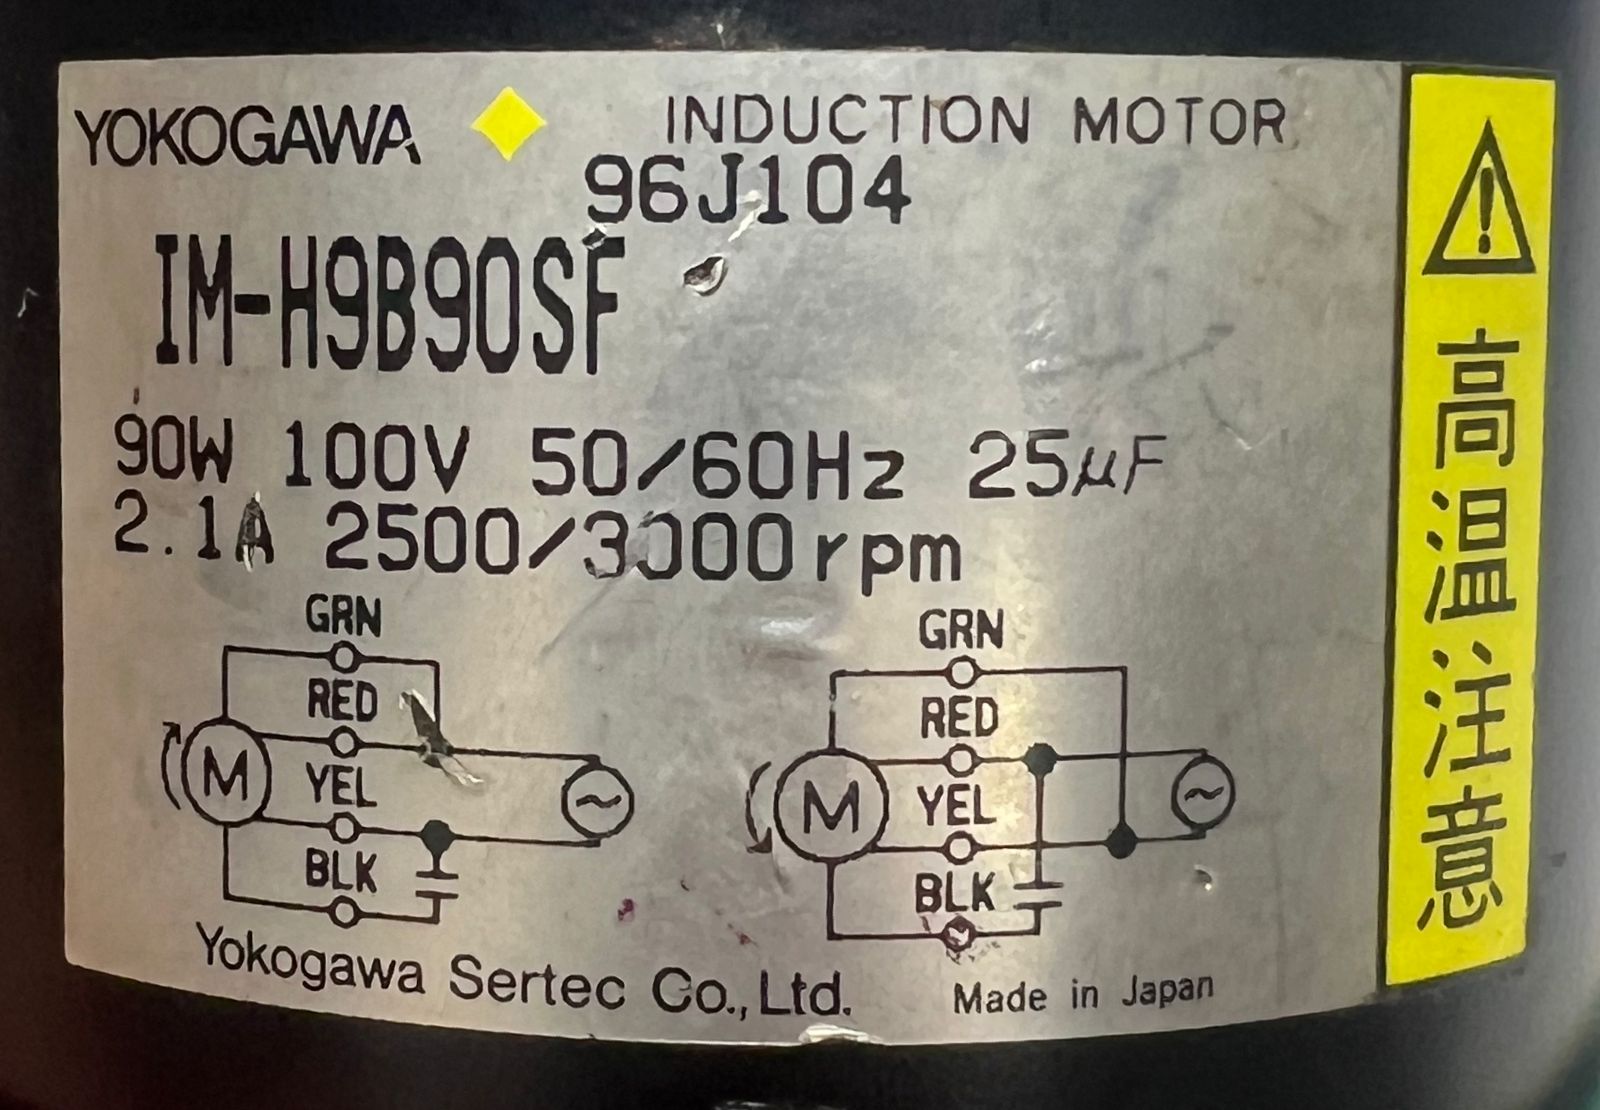 YOKOGAWA INDUCTION MOTOR
96J104
IM-H9B90SF
90W 100V 50/60Hz 25µF
2.1A 2500/3000rpm
GRN
RED
M
YEL
~
BLK
GRN
RED
M
YEL
~
BLK
Yokogawa Sertec Co., Ltd. Made in Japan
高温注意